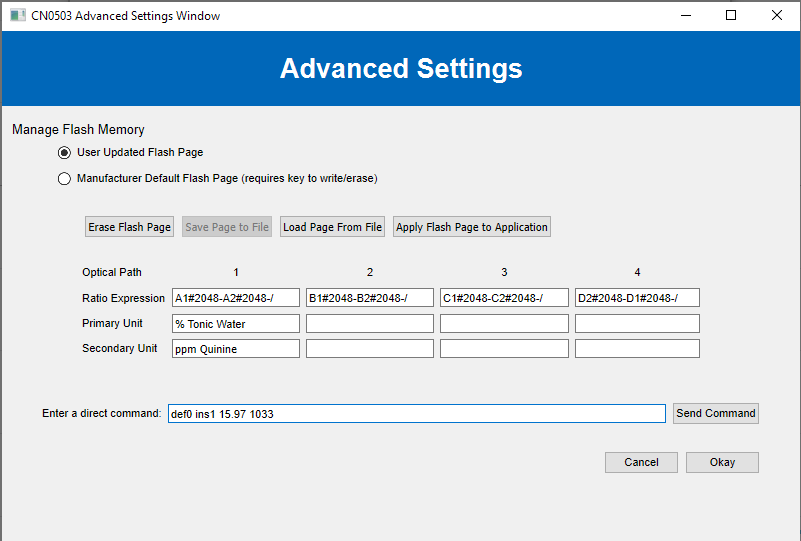 CN0503 Advanced Settings Window
Advanced Settings
Manage Flash Memory
User Updated Flash Page
Manufacturer Default Flash Page (requires key to write/erase)
Erase Flash Page Save Page to File Load Page From File Apply Flash Page to Application
Optical Path 1 2 3 4
Ratio Expression A1#2048-A2#2048-/ B1#2048-B2#2048-/ C1#2048-C2#2048-/ D2#2048-D1#2048-/
Primary Unit % Tonic Water
Secondary Unit ppm Quinine
Enter a direct command: def0 ins1 15.97 1033 Send Command
Cancel Okay